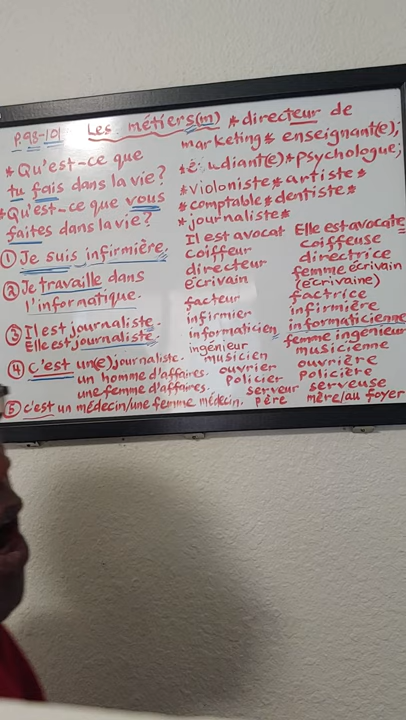 P.98-101 Les métiers(m) * directeur de
marketing * enseignant(e);
* é udiant(e) * psychologue;
* violoniste * artiste *
* comptable * dentiste *
* journaliste *
* Qu'est-ce que
tu fais dans la vie?
* Qu'est-ce que vous
faites dans la vie?
① Je suis infirmière.
② Je travaille dans
l'informatique.
③ Il est journaliste.
Elle est journaliste.
④ c'est un(e) journaliste.
un homme d'affaires.
une femme d'affaires.
⑤ c'est un médecin/une femme médecin.
Il est avocat Elle est avocate
coiffeur coiffeuse
directeur directrice
écrivain femme écrivain
(écrivaine)
facteur factrice
infirmier infirmière
informaticien informaticienne
ingénieur femme ingénieur
musicien musicienne
ouvrier ouvrière
policier policière
serveur serveuse
père mère/au foyer